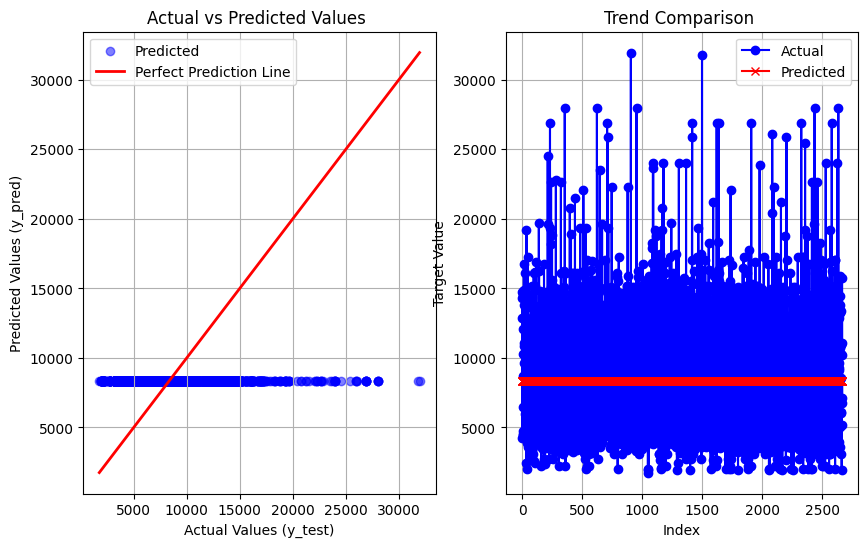 Actual vs Predicted Values
Predicted
Perfect Prediction Line
30000
25000
20000
15000
10000
5000
Predicted Values (y_pred)
5000 10000 15000 20000 25000 30000
Actual Values (y_test)
Trend Comparison
Actual
Predicted
30000
25000
20000
15000
10000
5000
Target Value
0 500 1000 1500 2000 2500
Index